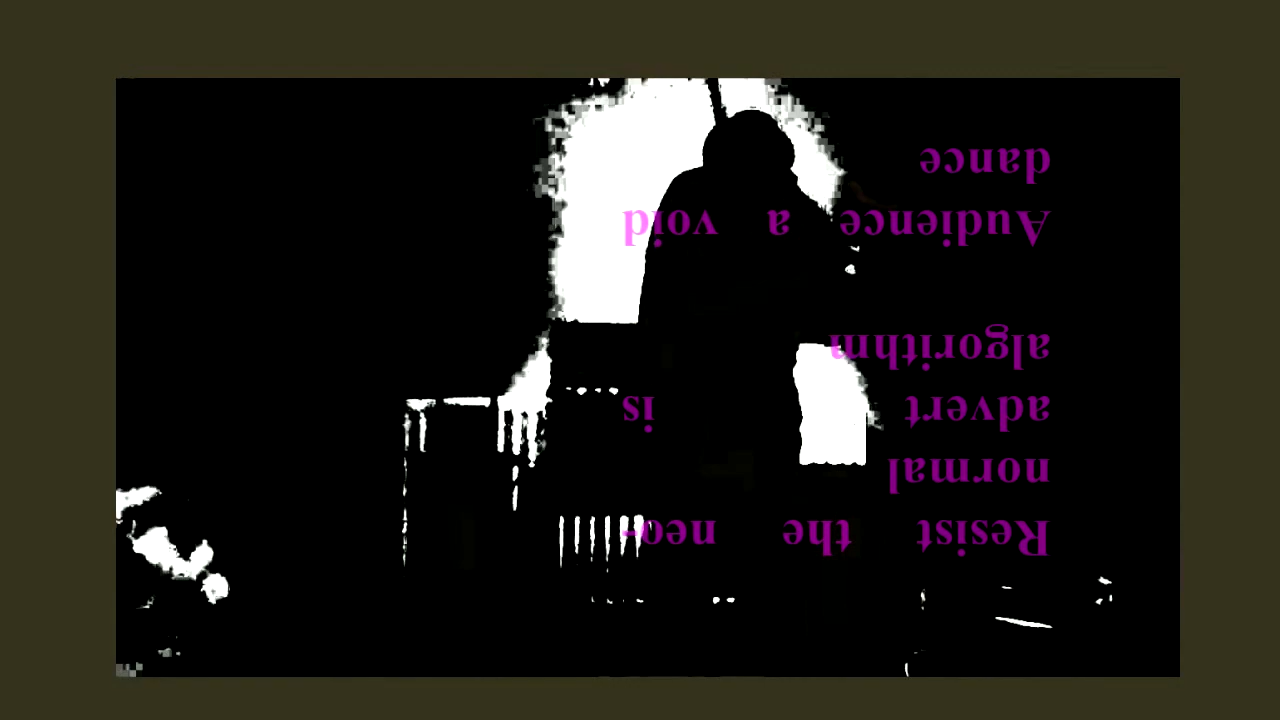 Resist the neo-
normal
advert is
algorithm
Audience a void
dance